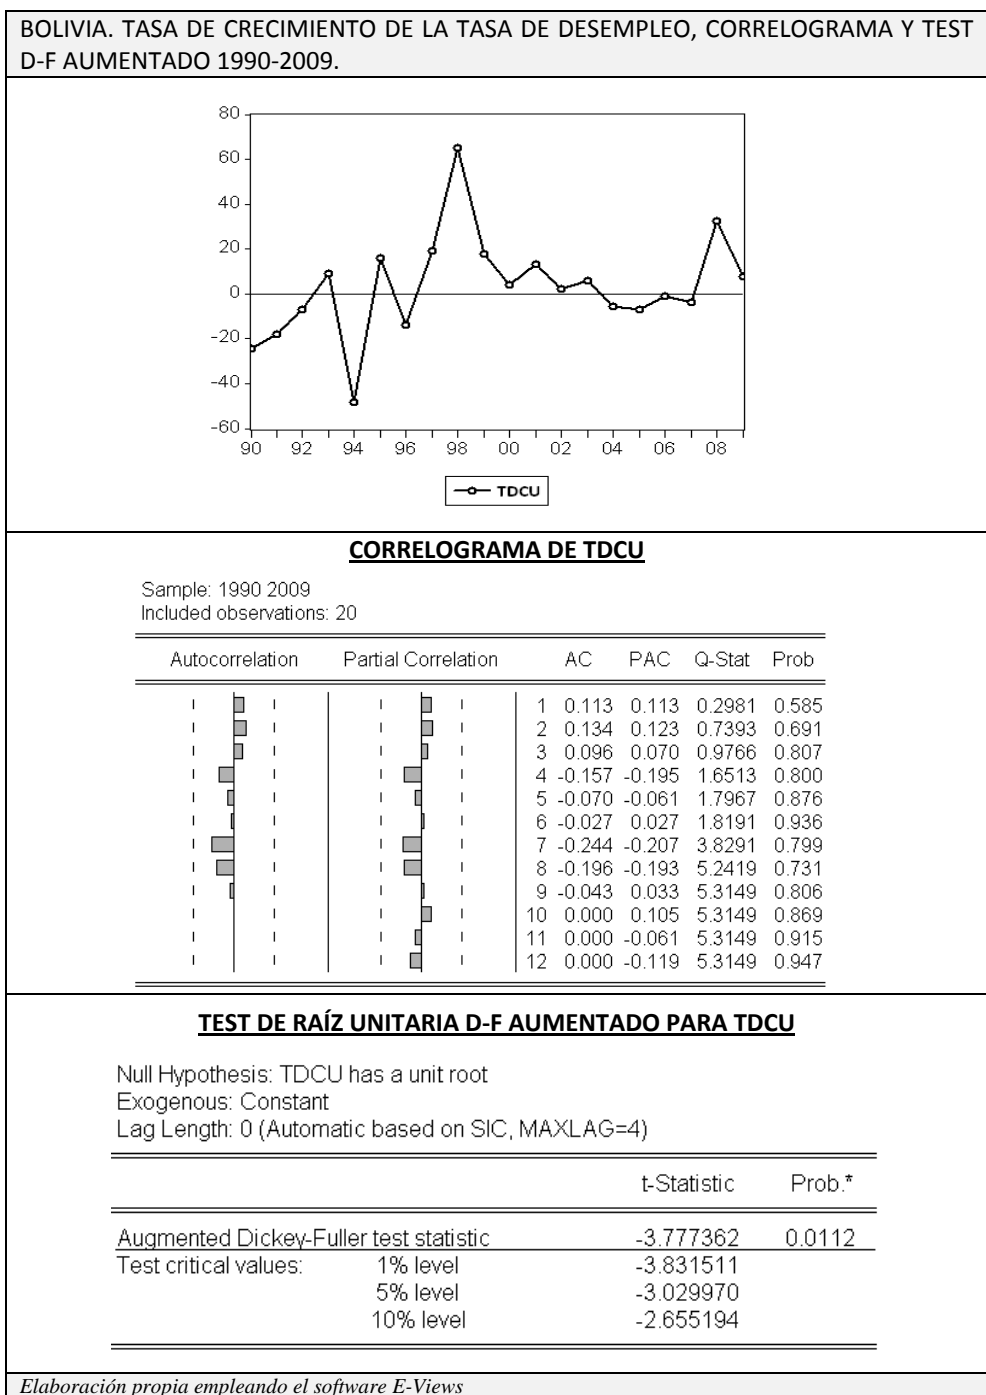 BOLIVIA. TASA DE CRECIMIENTO DE LA TASA DE DESEMPLEO, CORRELOGRAMA Y TEST
D-F AUMENTADO 1990-2009.
80
60
40
20
0
-20
-40
-60
90 92 94 96 98 00 02 04 06 08
TDCU
CORRELOGRAMA DE TDCU
Sample: 1990 2009
Included observations: 20
Autocorrelation Partial Correlation AC PAC Q-Stat Prob
1 0.113 0.113 0.2981 0.585
2 0.134 0.123 0.7393 0.691
3 0.096 0.070 0.9766 0.807
4 -0.157 -0.195 1.6513 0.800
5 -0.070 -0.061 1.7967 0.876
6 -0.027 0.027 1.8191 0.936
7 -0.244 -0.207 3.8291 0.799
8 -0.196 -0.193 5.2419 0.731
9 -0.043 0.033 5.3149 0.806
10 0.000 0.105 5.3149 0.869
11 0.000 -0.061 5.3149 0.915
12 0.000 -0.119 5.3149 0.947
TEST DE RAÍZ UNITARIA D-F AUMENTADO PARA TDCU
Null Hypothesis: TDCU has a unit root
Exogenous: Constant
Lag Length: 0 (Automatic based on SIC, MAXLAG=4)
t-Statistic Prob.*
Augmented Dickey-Fuller test statistic -3.777362 0.0112
Test critical values: 1% level -3.831511
5% level -3.029970
10% level -2.655194
Elaboración propia empleando el software E-Views